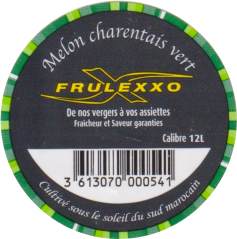 Melon charentais vert
FRULEXXO
De nos vergers à vos assiettes
Fraîcheur et Saveur garanties
Calibre 12L
3 613070 000541
Cultivé sous le soleil du sud marocain